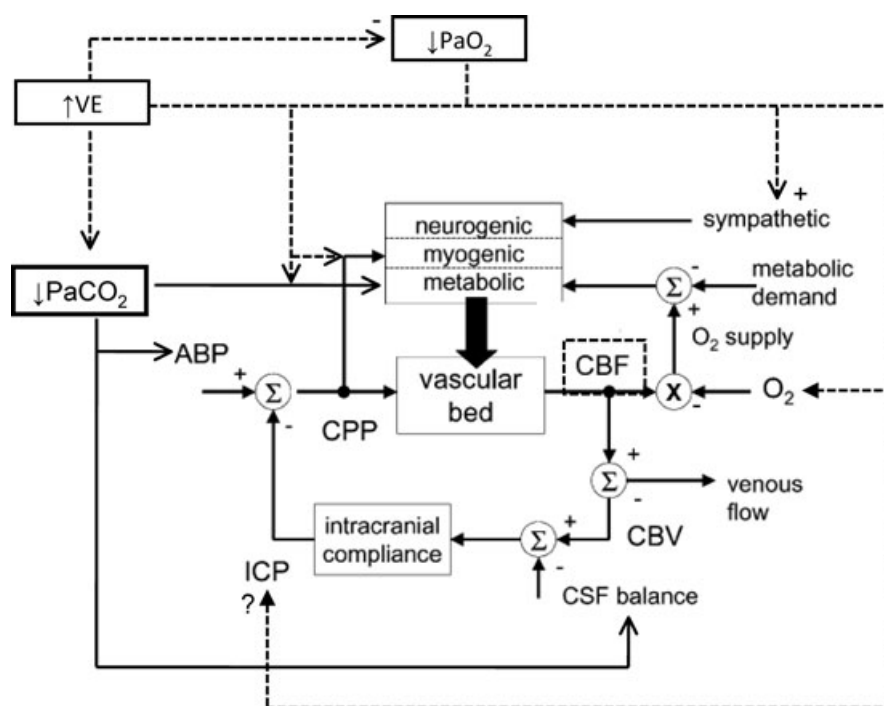 -
↓PaO₂
↑VE
+
neurogenic
sympathetic
myogenic
-
metabolic
metabolic
demand
↓PaCO₂
Σ
+
O₂ supply
ABP
CBF
+
Σ
vascular
bed
X
-
O₂
-
CPP
+
Σ
-
venous
flow
intracranial
compliance
+
Σ
-
CBV
ICP
?
CSF balance